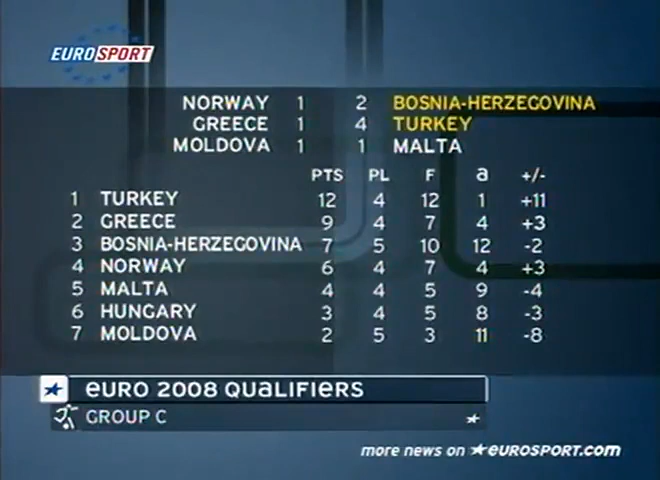 EUROSPORT
NORWAY 1 2 BOSNIA-HERZEGOVINA
GREECE 1 4 TURKEY
MOLDOVA 1 1 MALTA
PTS PL F a +/-
1 TURKEY 12 4 12 1 +11
2 GREECE 9 4 7 4 +3
3 BOSNIA-HERZEGOVINA 7 5 10 12 -2
4 NORWAY 6 4 7 4 +3
5 MALTA 4 4 5 9 -4
6 HUNGARY 3 4 5 8 -3
7 MOLDOVA 2 5 3 11 -8
eURO 2008 QUaLIFIeRS
GROUP C
more news on eUROSPORT.com